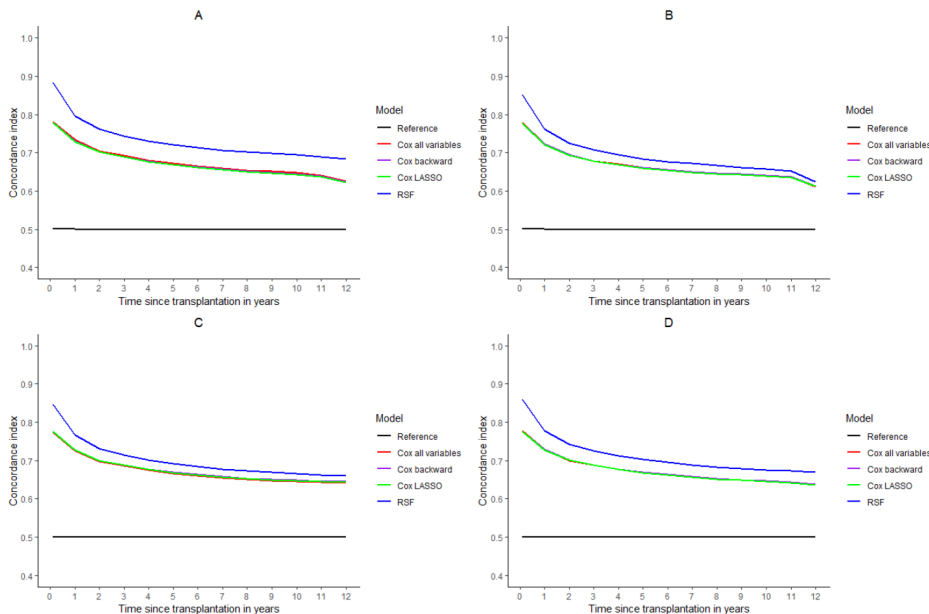 A
Concordance index
1.0
0.9
0.8
0.7
0.6
0.5
0.4
0 1 2 3 4 5 6 7 8 9 10 11 12
Time since transplantation in years
Model
Reference
Cox all variables
Cox backward
Cox LASSO
RSF
B
Concordance index
1.0
0.9
0.8
0.7
0.6
0.5
0.4
0 1 2 3 4 5 6 7 8 9 10 11 12
Time since transplantation in years
Model
Reference
Cox all variables
Cox backward
Cox LASSO
RSF
C
Concordance index
1.0
0.9
0.8
0.7
0.6
0.5
0.4
0 1 2 3 4 5 6 7 8 9 10 11 12
Time since transplantation in years
Model
Reference
Cox all variables
Cox backward
Cox LASSO
RSF
D
Concordance index
1.0
0.9
0.8
0.7
0.6
0.5
0.4
0 1 2 3 4 5 6 7 8 9 10 11 12
Time since transplantation in years
Model
Reference
Cox all variables
Cox backward
Cox LASSO
RSF